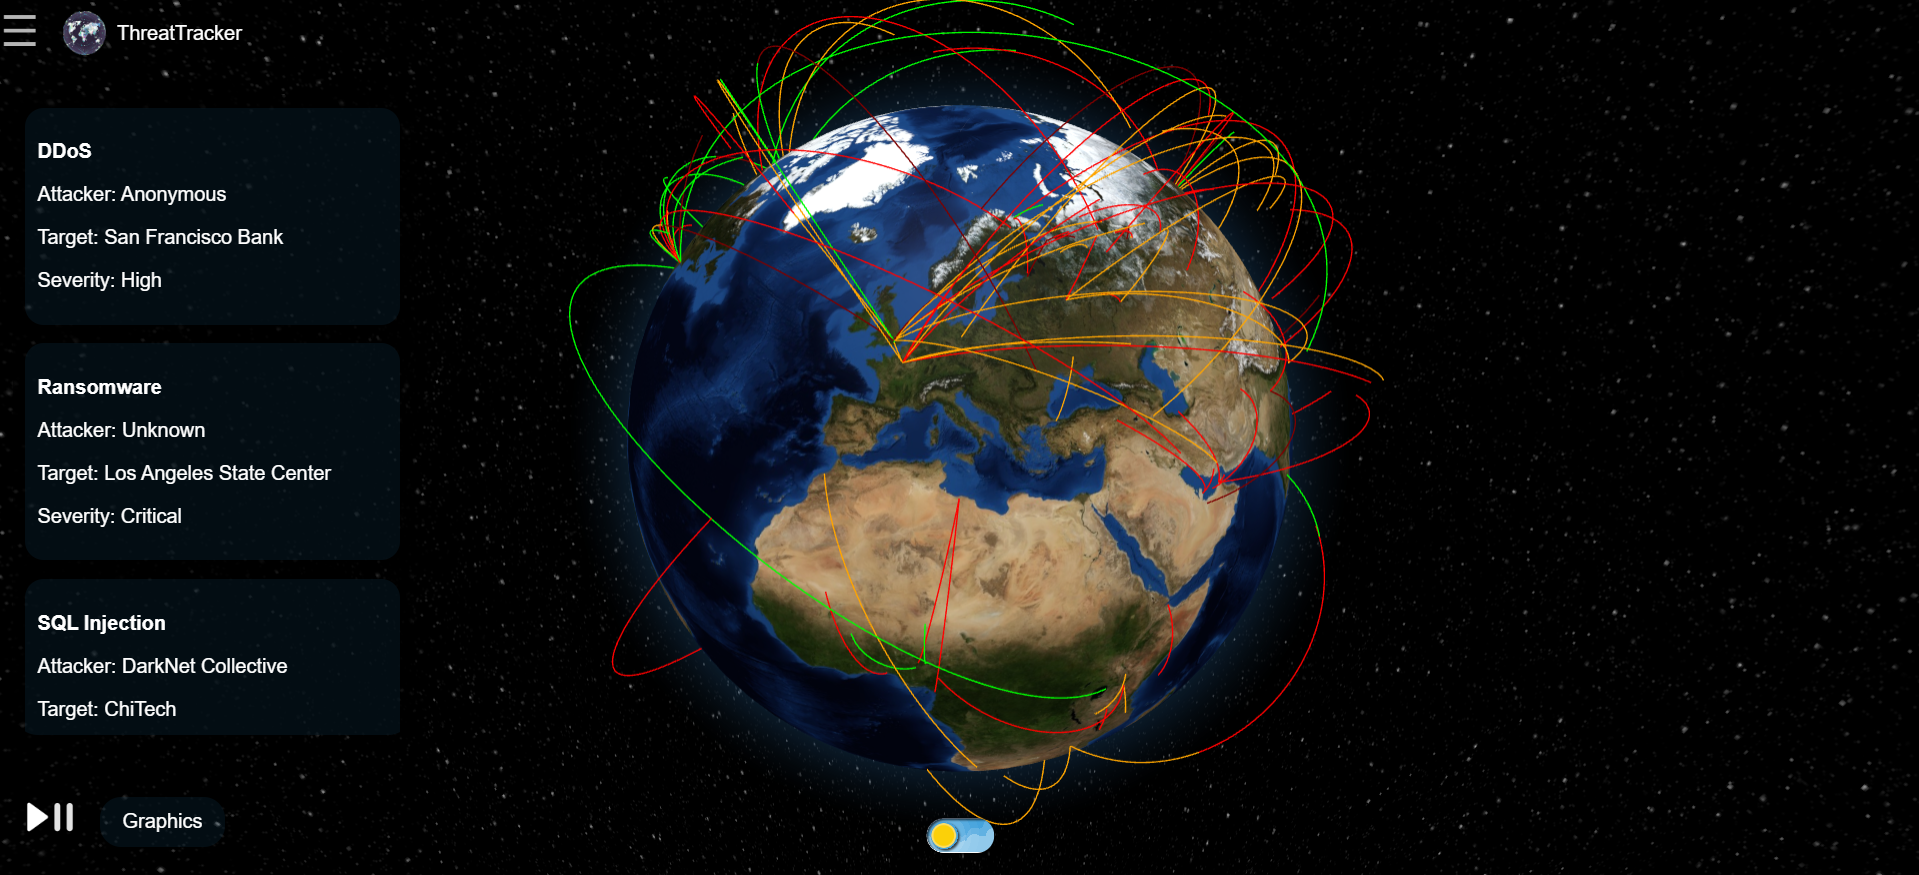 ThreatTracker
DDoS
Attacker: Anonymous
Target: San Francisco Bank
Severity: High
Ransomware
Attacker: Unknown
Target: Los Angeles State Center
Severity: Critical
SQL Injection
Attacker: DarkNet Collective
Target: ChiTech
Graphics